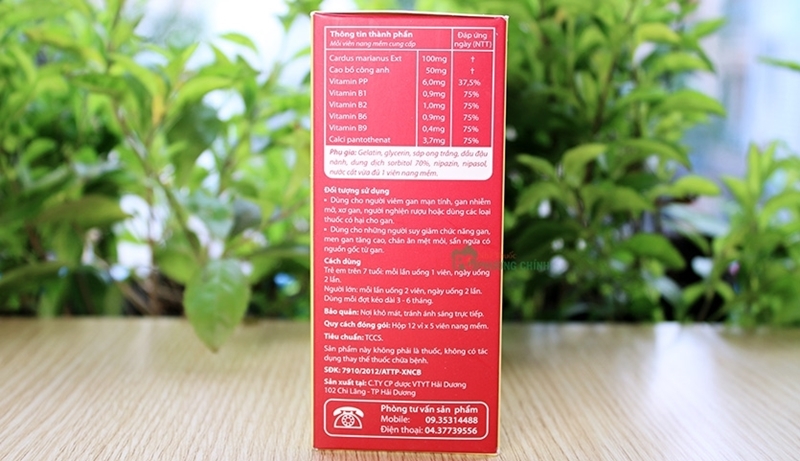 Thông tin thành phần
Mỗi viên nang mềm cung cấp
Đáp ứng
ngày (NTT)
Cardus marianus Ext 100mg †
Cao bồ công anh 50mg †
Vitamin PP 6,0mg 37,5%
Vitamin B1 0,9mg 75%
Vitamin B2 1,0mg 75%
Vitamin B6 0,9mg 75%
Vitamin B9 0,4mg 75%
Calci pantothenat 3,7mg 75%
Phụ gia: Gelatin, glycerin, sáp ong trắng, dầu đậu
nành, dung dịch sorbitol 70%, nipazin, nipasol,
nước cất vừa đủ 1 viên nang mềm.
Đối tượng sử dụng
• Dùng cho người viêm gan mạn tính, gan nhiễm
mỡ, xơ gan, người nghiện rượu hoặc dùng các loại
thuốc có hại cho gan.
• Dùng cho những người suy giảm chức năng gan,
men gan tăng cao, chán ăn mệt mỏi, sẩn ngứa có
nguồn gốc từ gan.
Cách dùng
Trẻ em trên 7 tuổi: mỗi lần uống 1 viên, ngày uống
2 lần.
Người lớn: mỗi lần uống 2 viên, ngày uống 2 lần.
Dùng mỗi đợt kéo dài 3 - 6 tháng.
Bảo quản: Nơi khô mát, tránh ánh sáng trực tiếp.
Quy cách đóng gói: Hộp 12 vỉ x 5 viên nang mềm.
Tiêu chuẩn: TCCS.
Sản phẩm này không phải là thuốc, không có tác
dụng thay thế thuốc chữa bệnh.
SĐK: 7910/2012/ATTP-XNCB
Sản xuất tại: C.TY CP dược VTYT Hải Dương
102 Chi Lăng - TP Hải Dương
Phòng tư vấn sản phẩm
Mobile: 09.35314488
Điện thoại: 04.37739556